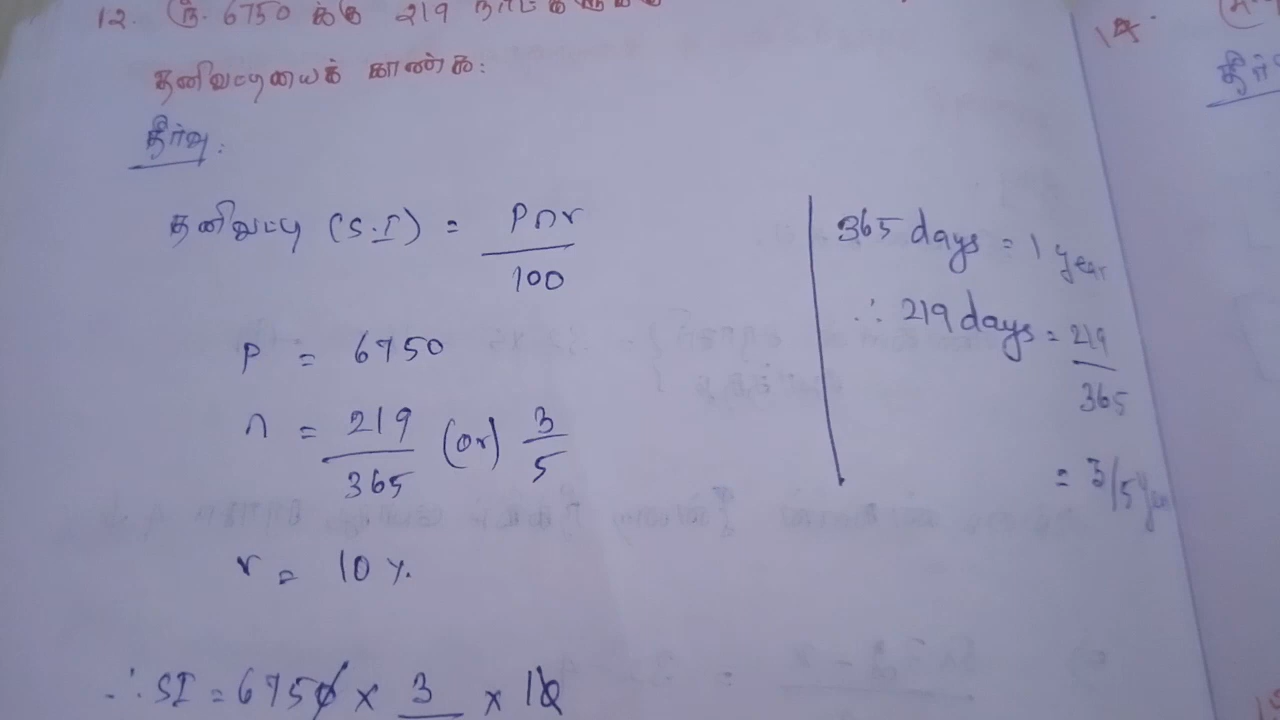 12. ரூ. 6750 க்கு 219
தனிவட்டியைக் காண்க:
தீர்வு:
தனிவட்டி (S.I) = Pnr
100
P = 6750
n = 219 (or) 3
365 5
r = 10 %.
∴ SI = 6750 × 3 × 10
365 days = 1 year
∴ 219 days = 219
365
= 3/5
14.